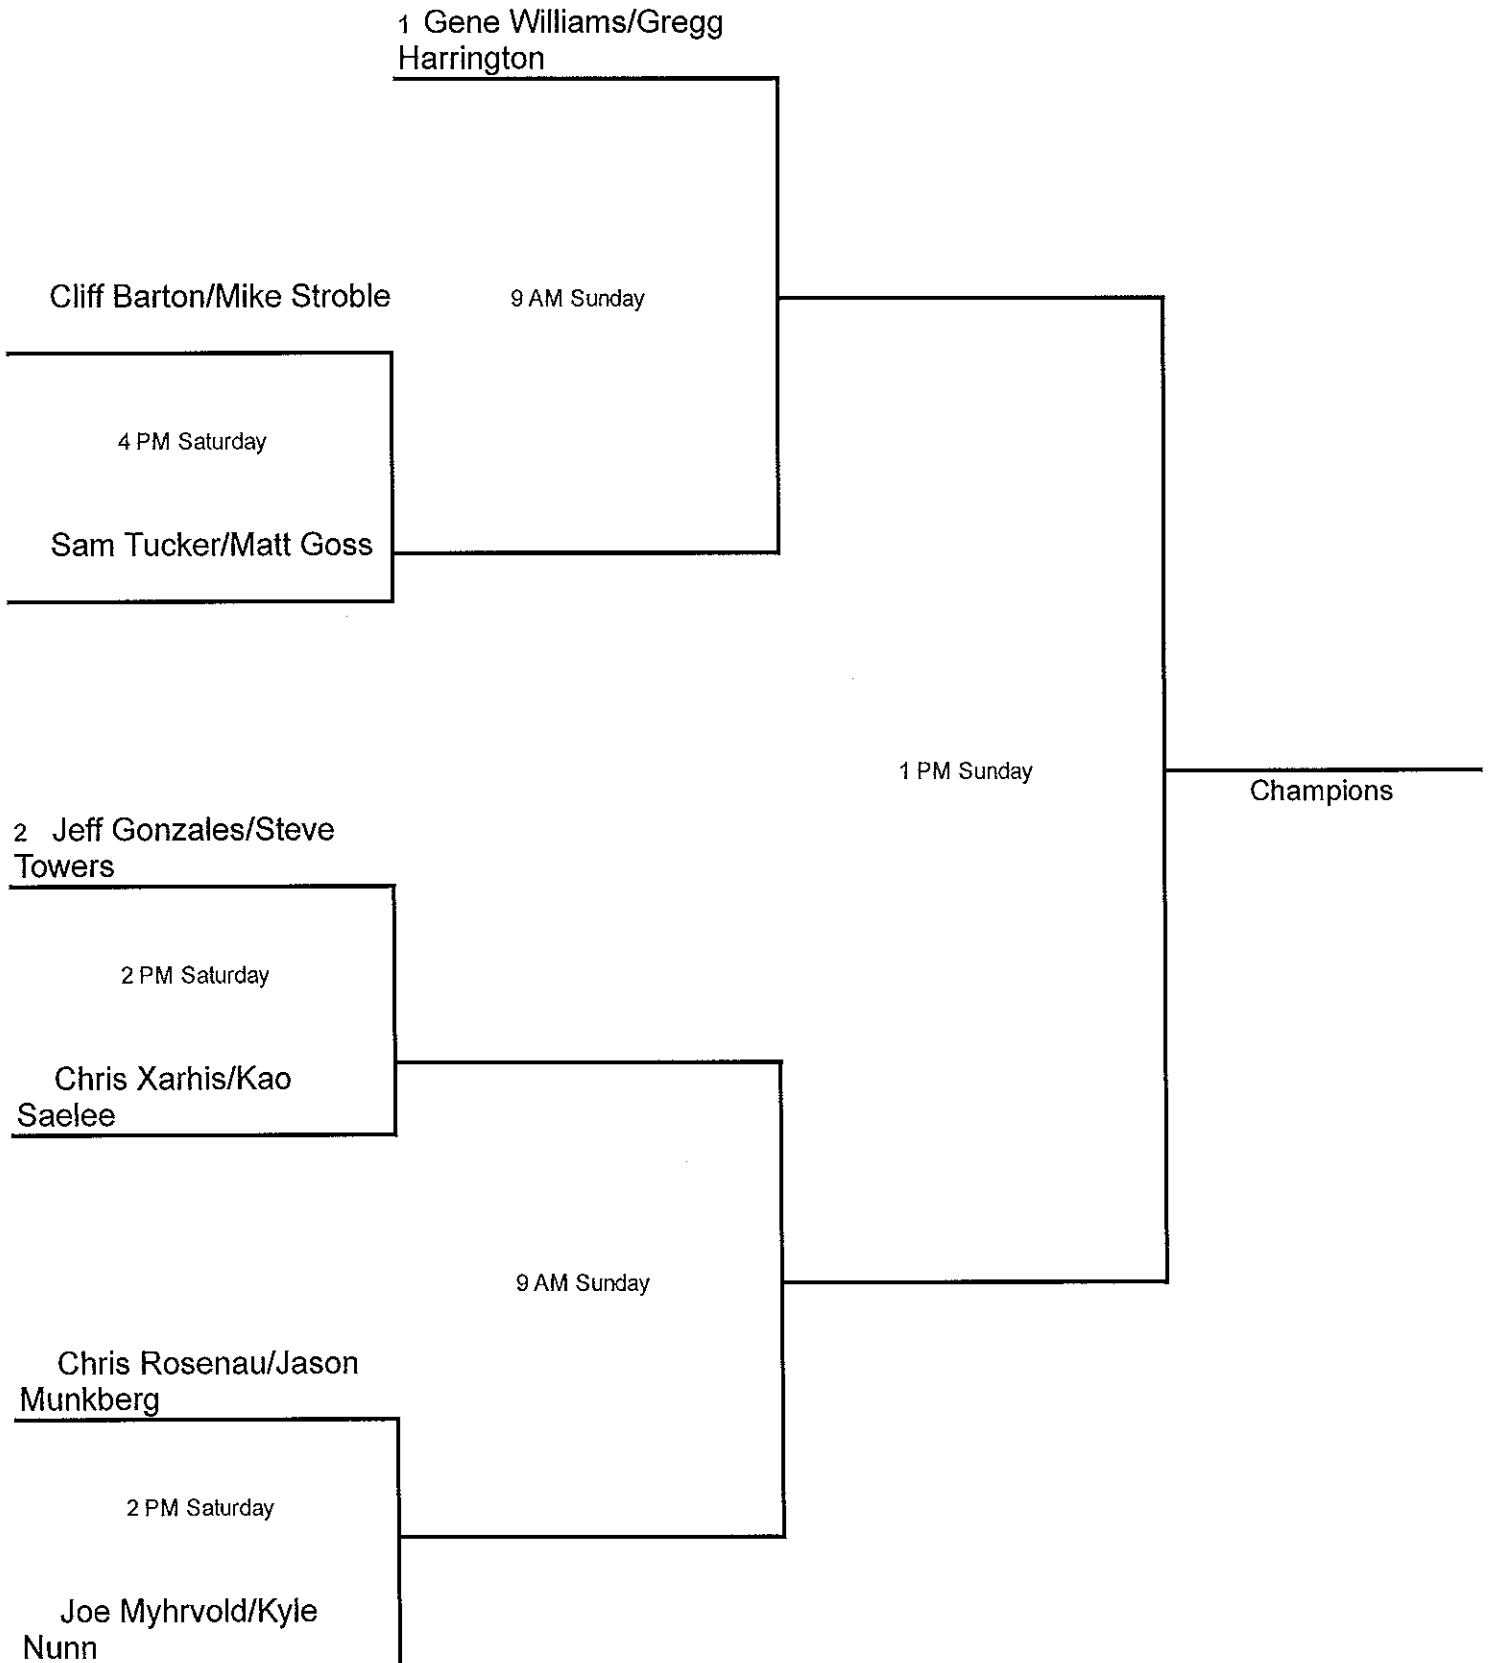 1 Gene Williams/Gregg
Harrington
Cliff Barton/Mike Stroble
9 AM Sunday
4 PM Saturday
Sam Tucker/Matt Goss
1 PM Sunday
Champions
2 Jeff Gonzales/Steve
Towers
2 PM Saturday
Chris Xarhis/Kao
Saelee
9 AM Sunday
Chris Rosenau/Jason
Munkberg
2 PM Saturday
Joe Myhrvold/Kyle
Nunn